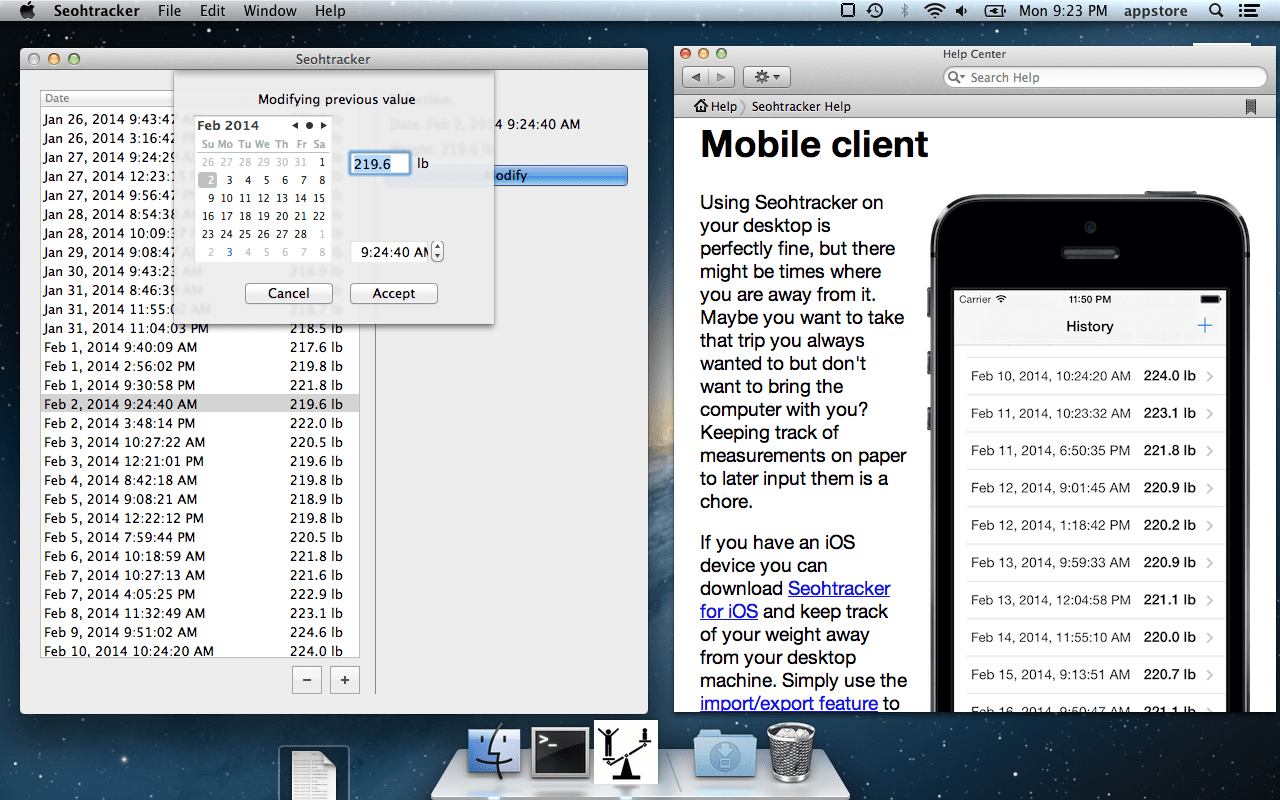 Seohtracker File Edit Window Help
Mon 9:23 PM appstore
Seohtracker
Date
Jan 26, 2014 9:43:4
Jan 26, 2014 3:16:42
Jan 27, 2014 9:24:29
Jan 27, 2014 12:23:1
Jan 27, 2014 9:56:47
Jan 28, 2014 8:54:38
Jan 28, 2014 10:09:3
Jan 29, 2014 9:08:47
Jan 30, 2014 9:43:23
218.9 lb
Jan 31, 2014 8:46:39
Jan 31, 2014 11:55:0
Jan 31, 2014 11:04:03 PM 218.5 lb
Feb 1, 2014 9:40:09 AM 217.6 lb
Feb 1, 2014 2:56:02 PM 219.8 lb
Feb 1, 2014 9:30:58 PM 221.8 lb
Feb 2, 2014 9:24:40 AM 219.6 lb
Feb 2, 2014 3:48:14 PM 222.0 lb
Feb 3, 2014 10:27:22 AM 220.5 lb
Feb 3, 2014 12:21:01 PM 219.6 lb
Feb 4, 2014 8:42:18 AM 219.8 lb
Feb 5, 2014 9:08:21 AM 218.9 lb
Feb 5, 2014 12:22:12 PM 219.8 lb
Feb 5, 2014 7:59:44 PM 220.5 lb
Feb 6, 2014 10:18:59 AM 221.8 lb
Feb 7, 2014 10:27:13 AM 221.6 lb
Feb 7, 2014 4:05:25 PM 222.9 lb
Feb 8, 2014 11:32:49 AM 223.1 lb
Feb 9, 2014 9:51:02 AM 224.6 lb
Feb 10, 2014 10:24:20 AM 224.0 lb
− +
Date: Feb 2, 2014 9:24:40 AM
219.6 lb
odify
Modifying previous value
Feb 2014
Su Mo Tu We Th Fr Sa
26 27 28 29 30 31 1
2 3 4 5 6 7 8
9 10 11 12 13 14 15
16 17 18 19 20 21 22
23 24 25 26 27 28 1
2 3 4 5 6 7 8
219.6 lb
9:24:40 AM
Cancel Accept
Help Center
Search Help
Help Seohtracker Help
Mobile client
Using Seohtracker on
your desktop is
perfectly fine, but there
might be times where
you are away from it.
Maybe you want to take
that trip you always
wanted to but don't
want to bring the
computer with you?
Keeping track of
measurements on paper
to later input them is a
chore.
If you have an iOS
device you can
download Seohtracker
for iOS and keep track
of your weight away
from your desktop
machine. Simply use the
import/export feature to
Carrier 11:50 PM
History +
Feb 10, 2014, 10:24:20 AM 224.0 lb
Feb 11, 2014, 10:23:32 AM 223.1 lb
Feb 11, 2014, 6:50:35 PM 221.8 lb
Feb 12, 2014, 9:01:45 AM 220.9 lb
Feb 12, 2014, 1:18:42 PM 220.2 lb
Feb 13, 2014, 9:59:33 AM 220.9 lb
Feb 13, 2014, 12:04:58 PM 221.1 lb
Feb 14, 2014, 11:55:10 AM 220.0 lb
Feb 15, 2014, 9:13:51 AM 220.7 lb
Feb 16, 2014, 9:50:47 AM 221.1 lb